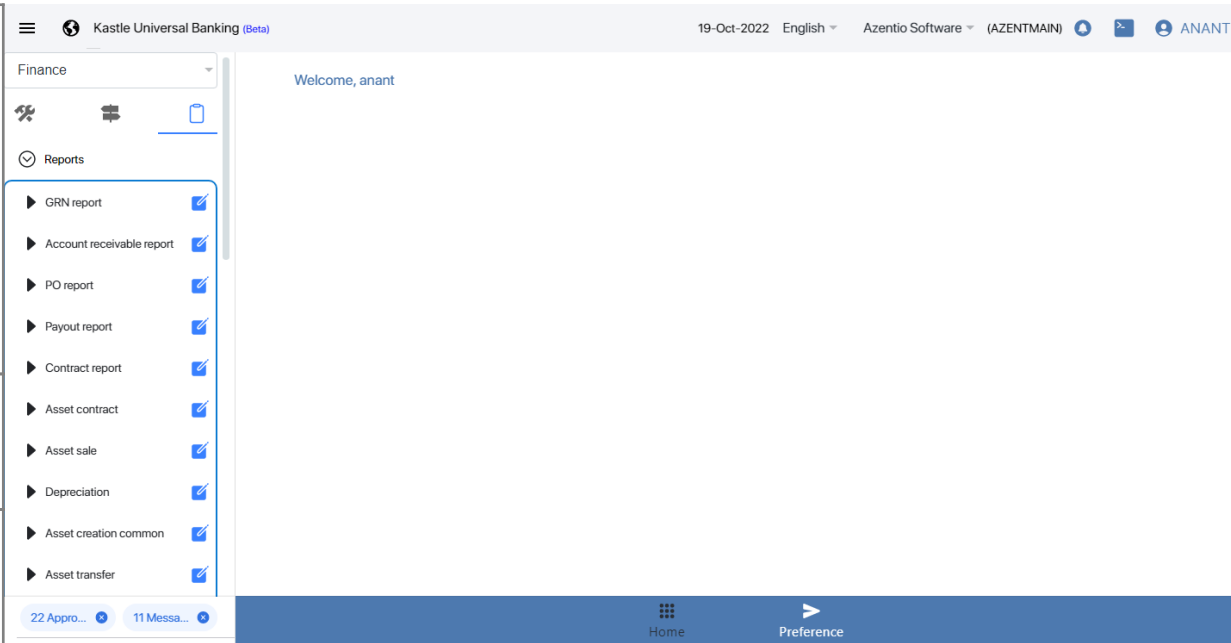 Kastle Universal Banking (Beta)
19-Oct-2022 English Azentio Software (AZENTMAIN) ANANT
Finance
Welcome, anant
Reports
GRN report
Account receivable report
PO report
Payout report
Contract report
Asset contract
Asset sale
Depreciation
Asset creation common
Asset transfer
22 Appro... 11 Messa...
Home Preference